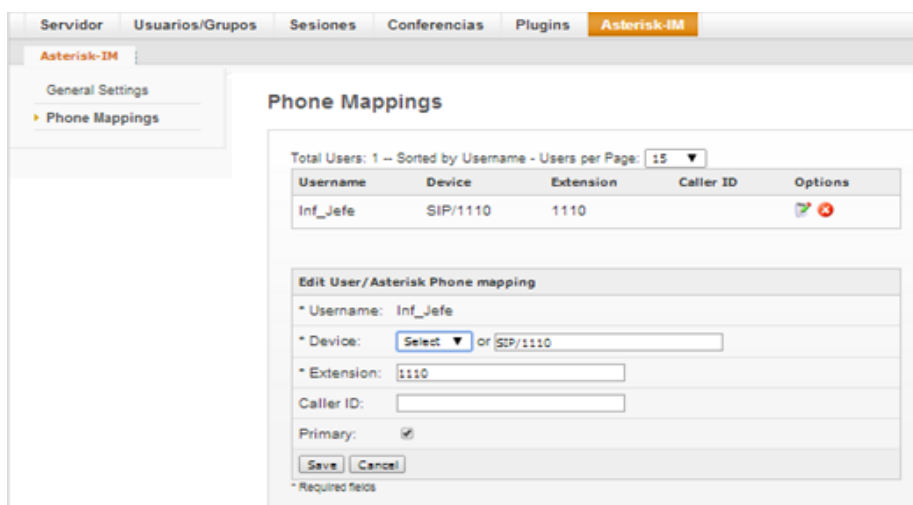 Servidor Usuarios/Grupos Sesiones Conferencias Plugins Asterisk-IM
Asterisk-IM
General Settings
Phone Mappings
Phone Mappings
Total Users: 1 -- Sorted by Username - Users per Page: 15
Username Device Extension Caller ID Options
Inf_Jefe SIP/1110 1110
Edit User/Asterisk Phone mapping
* Username: Inf_Jefe
* Device: Select or SIP/1110
* Extension: 1110
Caller ID:
Primary:
Save Cancel
* Required fields